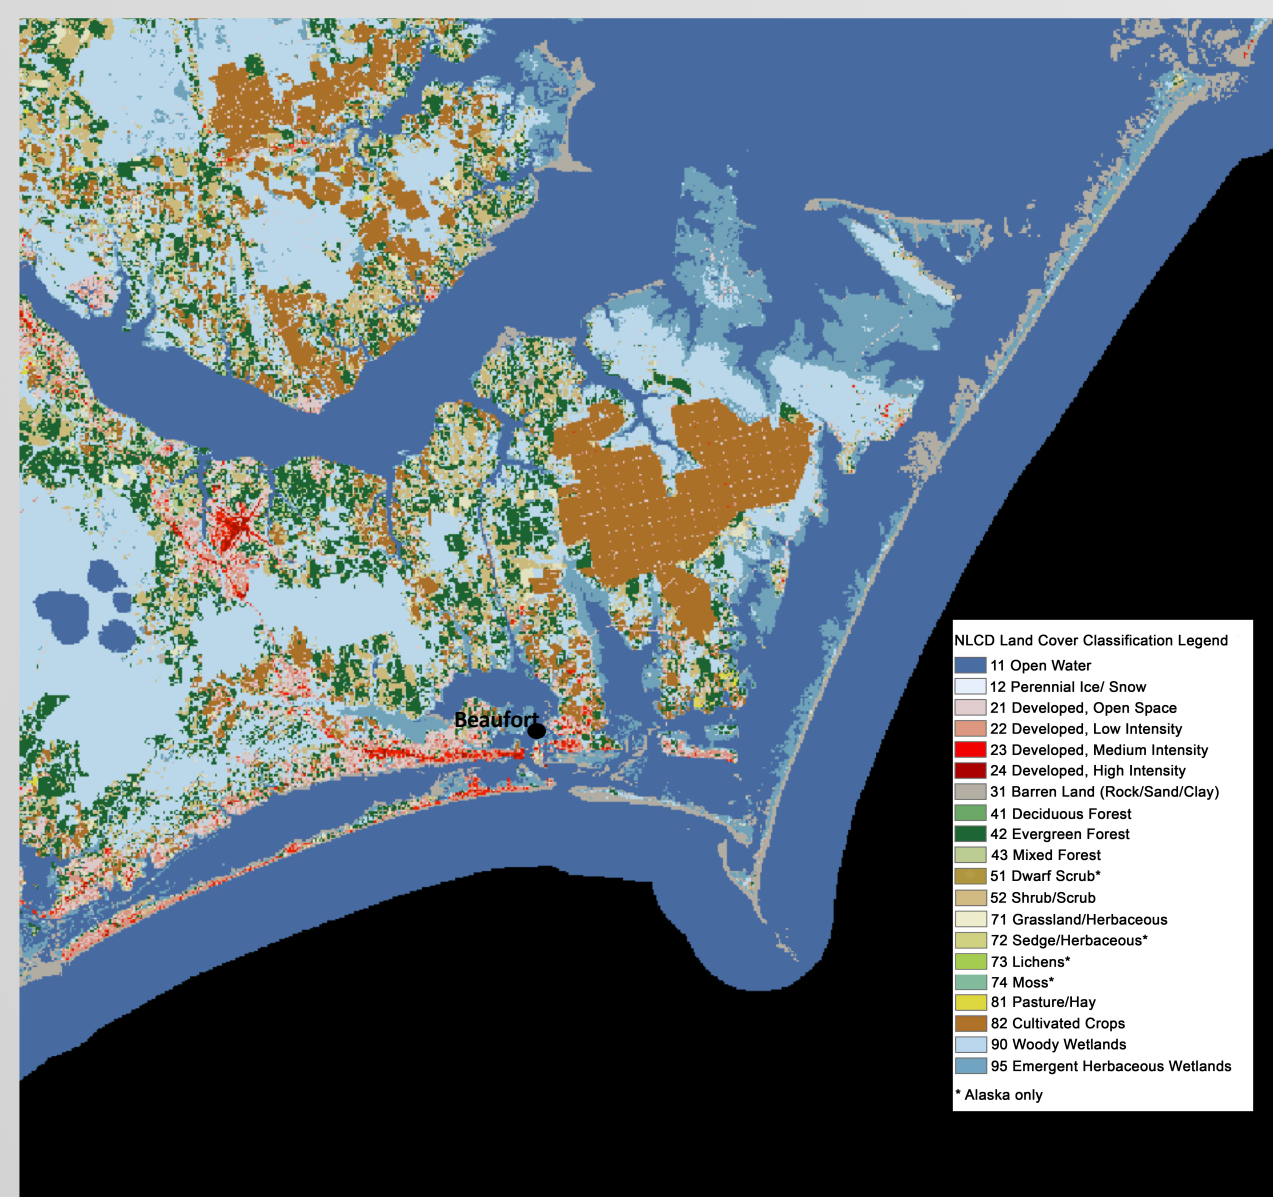 Beaufort
NLCD Land Cover Classification Legend
11 Open Water
12 Perennial Ice/ Snow
21 Developed, Open Space
22 Developed, Low Intensity
23 Developed, Medium Intensity
24 Developed, High Intensity
31 Barren Land (Rock/Sand/Clay)
41 Deciduous Forest
42 Evergreen Forest
43 Mixed Forest
51 Dwarf Scrub*
52 Shrub/Scrub
71 Grassland/Herbaceous
72 Sedge/Herbaceous*
73 Lichens*
74 Moss*
81 Pasture/Hay
82 Cultivated Crops
90 Woody Wetlands
95 Emergent Herbaceous Wetlands
* Alaska only